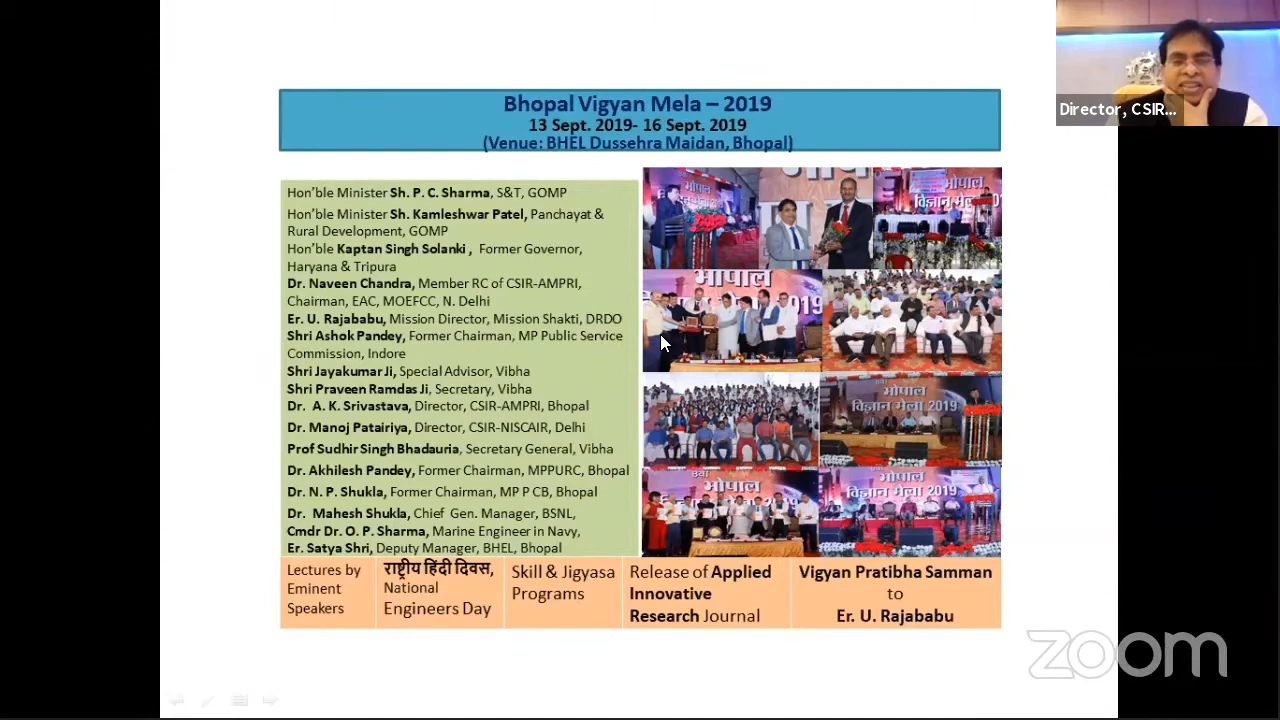 Bhopal Vigyan Mela – 2019
13 Sept. 2019- 16 Sept. 2019
(Venue: BHEL Dussehra Maidan, Bhopal)
Director, CSIR...
Hon'ble Minister Sh. P. C. Sharma, S&T, GOMP
Hon'ble Minister Sh. Kamleshwar Patel, Panchayat &
Rural Development, GOMP
Hon'ble Kaptan Singh Solanki , Former Governor,
Haryana & Tripura
Dr. Naveen Chandra, Member RC of CSIR-AMPRI,
Chairman, EAC, MOEFCC, N. Delhi
Er. U. Rajababu, Mission Director, Mission Shakti, DRDO
Shri Ashok Pandey, Former Chairman, MP Public Service
Commission, Indore
Shri Jayakumar Ji, Special Advisor, Vibha
Shri Praveen Ramdas Ji, Secretary, Vibha
Dr. A. K. Srivastava, Director, CSIR-AMPRI, Bhopal
Dr. Manoj Patairiya, Director, CSIR-NISCAIR, Delhi
Prof Sudhir Singh Bhadauria, Secretary General, Vibha
Dr. Akhilesh Pandey, Former Chairman, MPPURC, Bhopal
Dr. N. P. Shukla, Former Chairman, MP P CB, Bhopal
Dr. Mahesh Shukla, Chief Gen. Manager, BSNL,
Cmdr Dr. O. P. Sharma, Marine Engineer in Navy,
Er. Satya Shri, Deputy Manager, BHEL, Bhopal
भोपाल
भोपाल
विज्ञान मेला 2019
भोपाल
2019
भोपाल
विज्ञान मेला 2019
भोपाल
मेला 2019
भोपाल
विज्ञान मेला 2019
Lectures by
Eminent
Speakers
राष्ट्रीय हिंदी दिवस,
National
Engineers Day
Skill & Jigyasa
Programs
Release of Applied
Innovative
Research Journal
Vigyan Pratibha Samman
to
Er. U. Rajababu
zoom